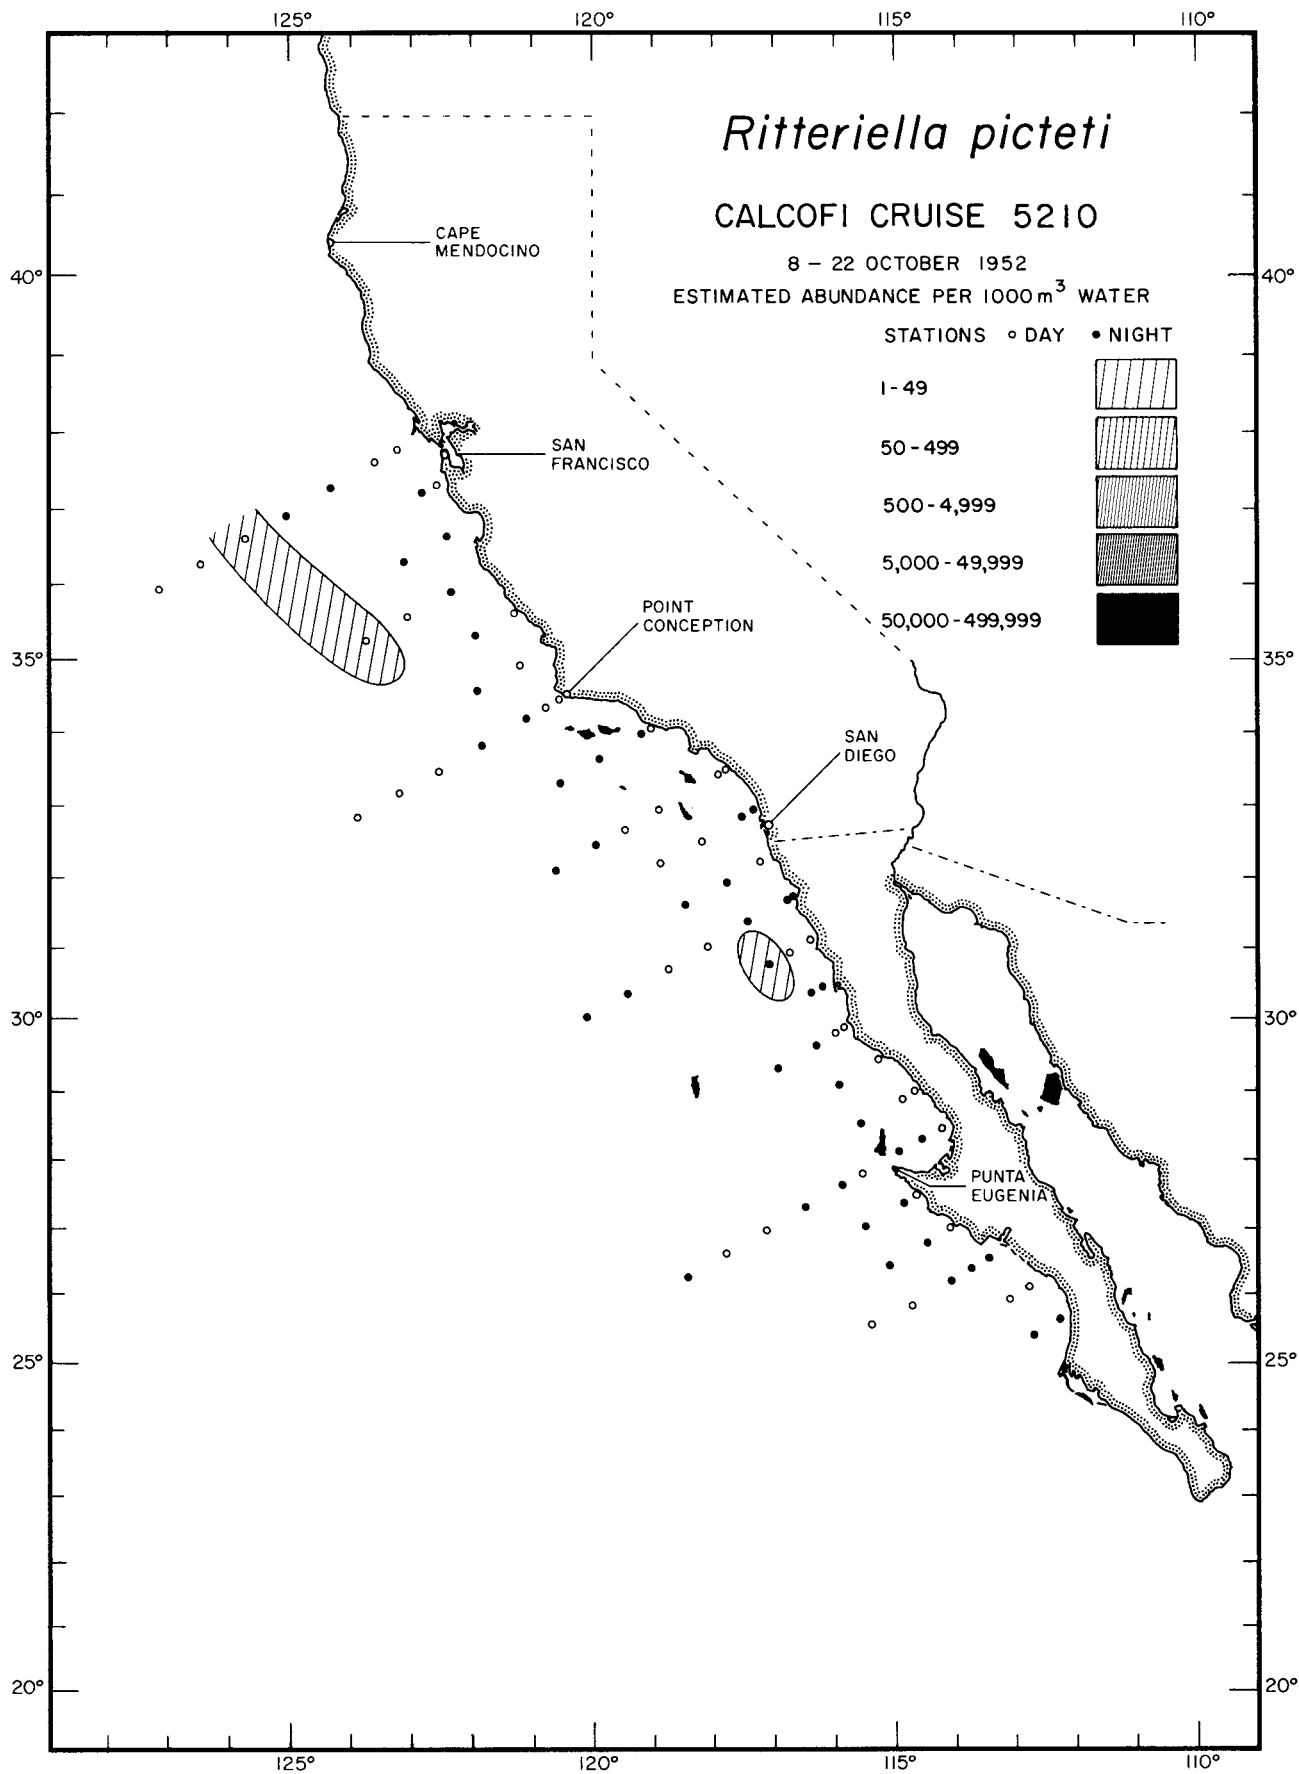 125° 120° 115° 110°
Ritteriella picteti
CALCOFI CRUISE 5210
8 – 22 OCTOBER 1952
ESTIMATED ABUNDANCE PER 1000 m³ WATER
STATIONS ○ DAY ● NIGHT
1 - 49
50 - 499
500 - 4,999
5,000 - 49,999
50,000 - 499,999
CAPE
MENDOCINO
40° 40°
SAN
FRANCISCO
POINT
CONCEPTION
35° 35°
SAN
DIEGO
30° 30°
PUNTA
EUGENIA
25° 25°
20° 20°
125° 120° 115° 110°